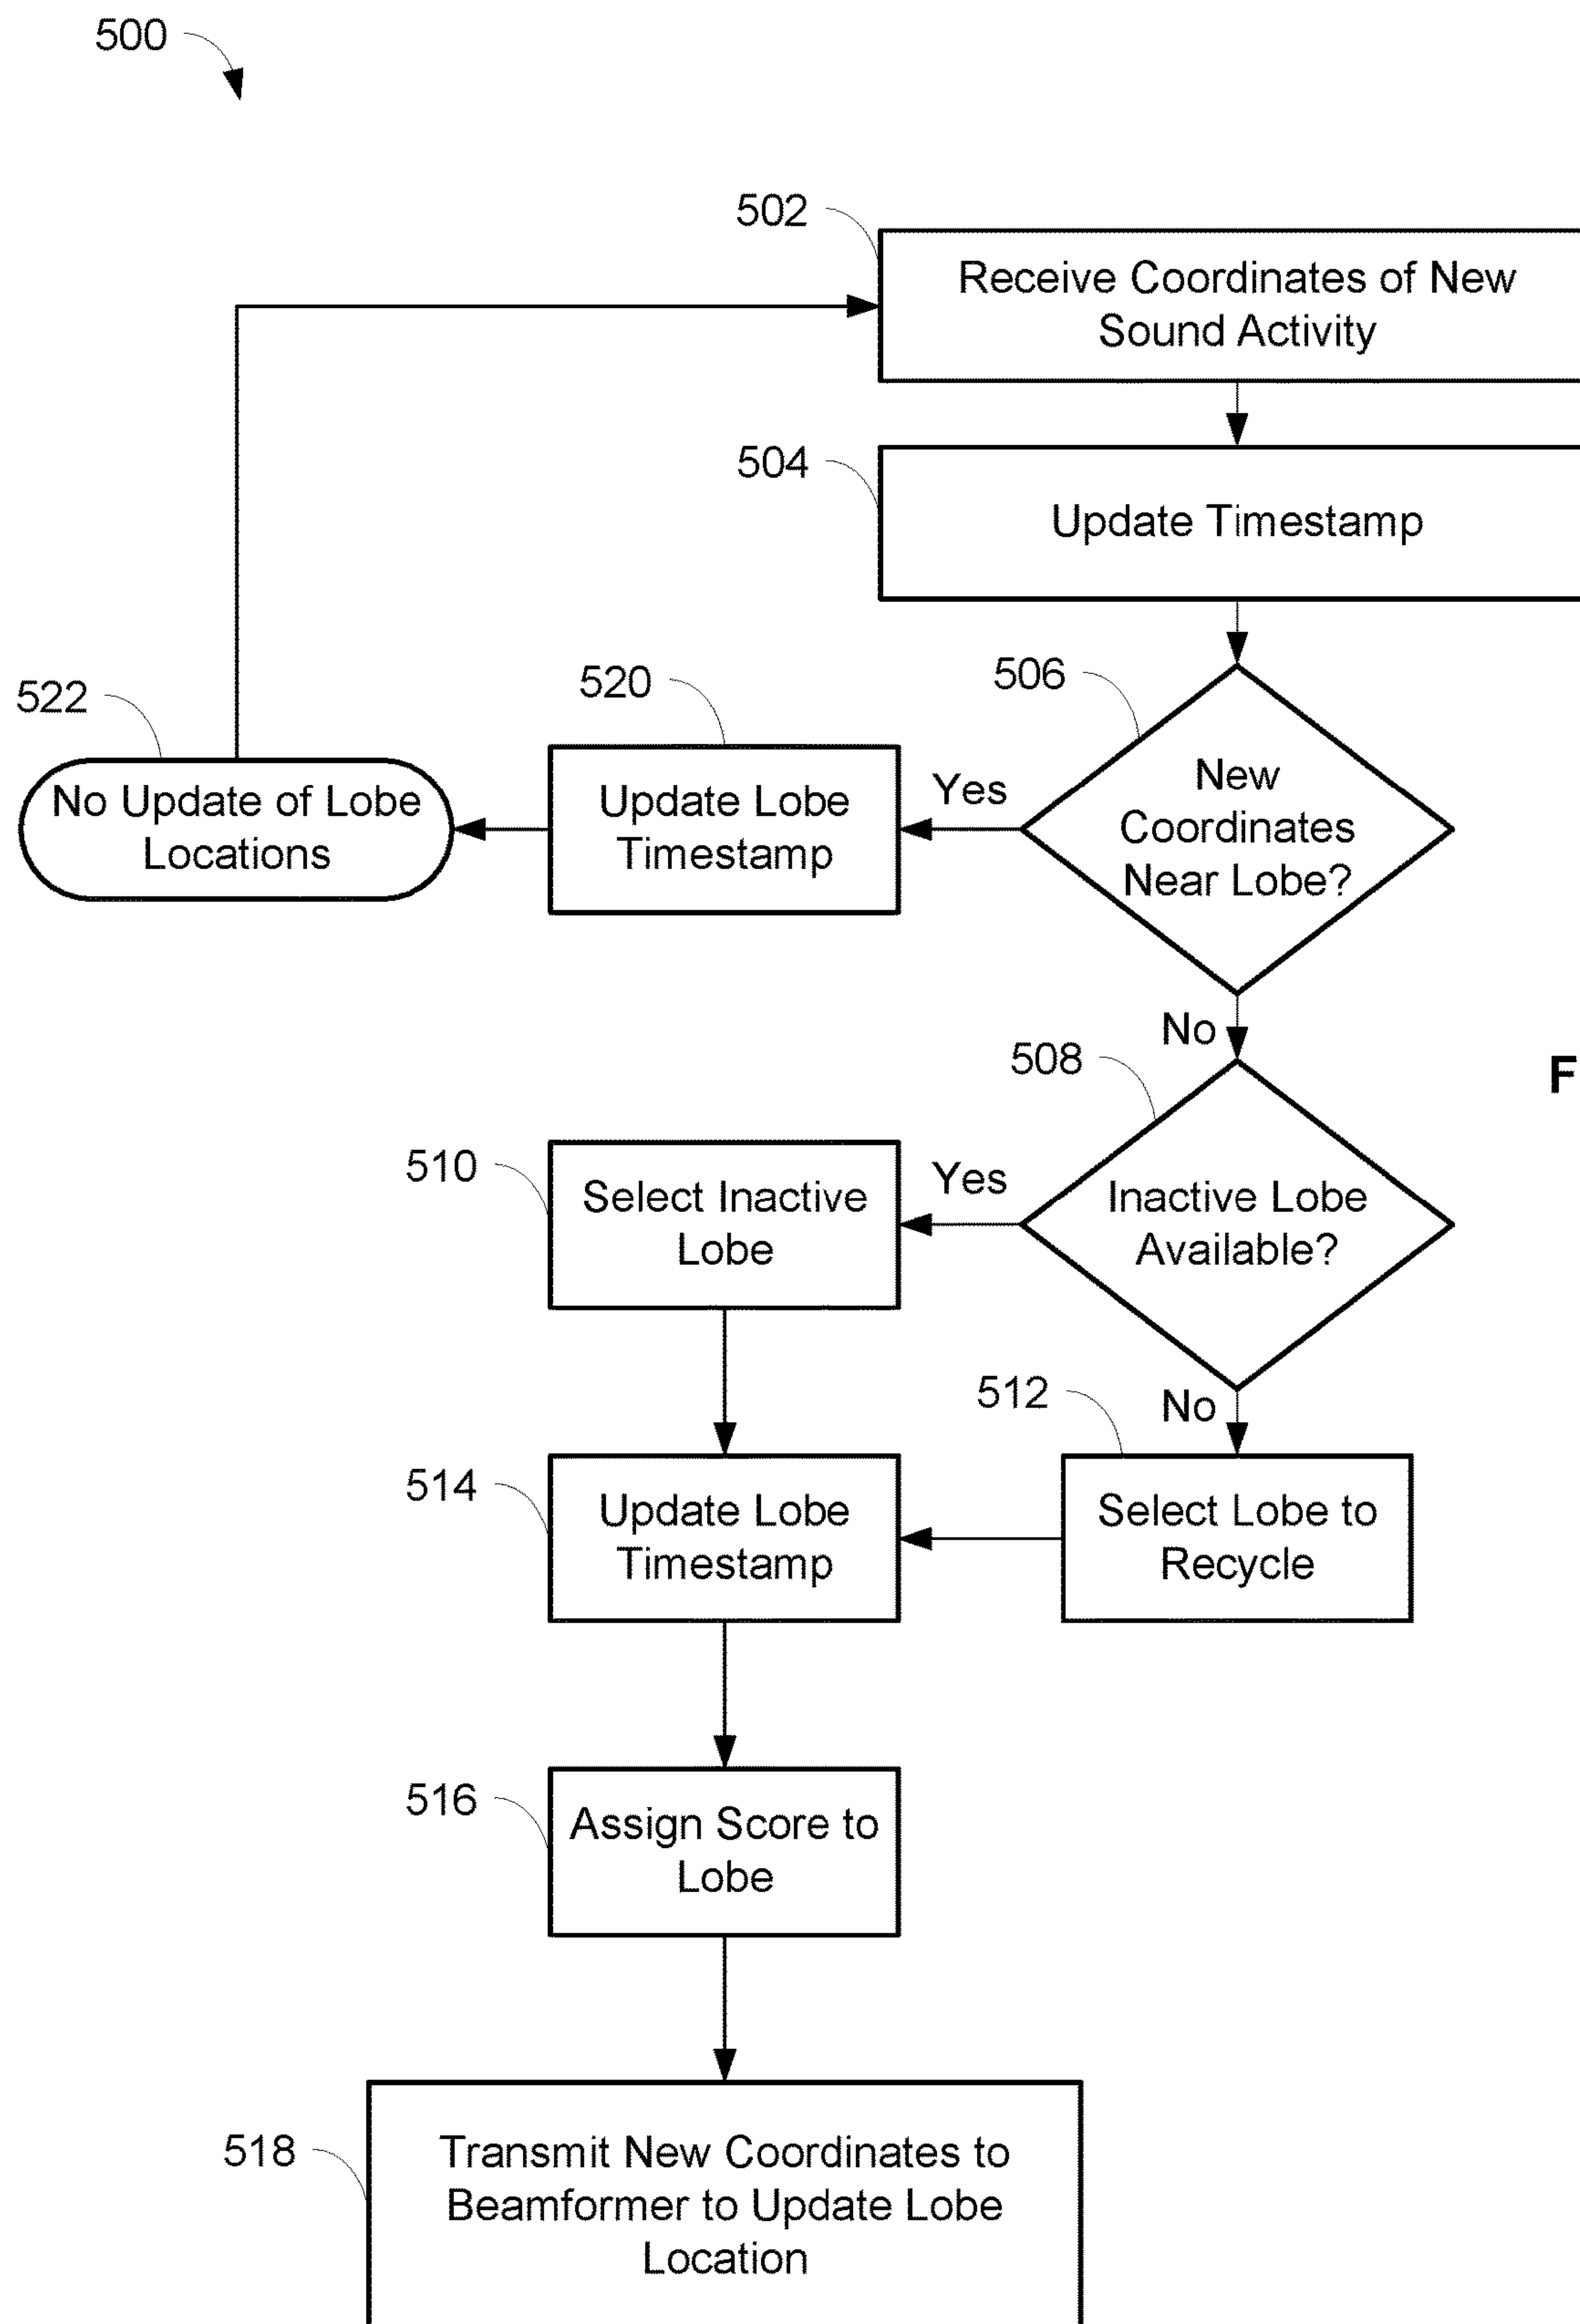 500
502
Receive Coordinates of New
Sound Activity
504
Update Timestamp
506
New
Coordinates
Near Lobe?
Yes
520
Update Lobe
Timestamp
522
No Update of Lobe
Locations
No
508
F
Inactive Lobe
Available?
Yes
510
Select Inactive
Lobe
No
512
Select Lobe to
Recycle
514
Update Lobe
Timestamp
516
Assign Score to
Lobe
518
Transmit New Coordinates to
Beamformer to Update Lobe
Location